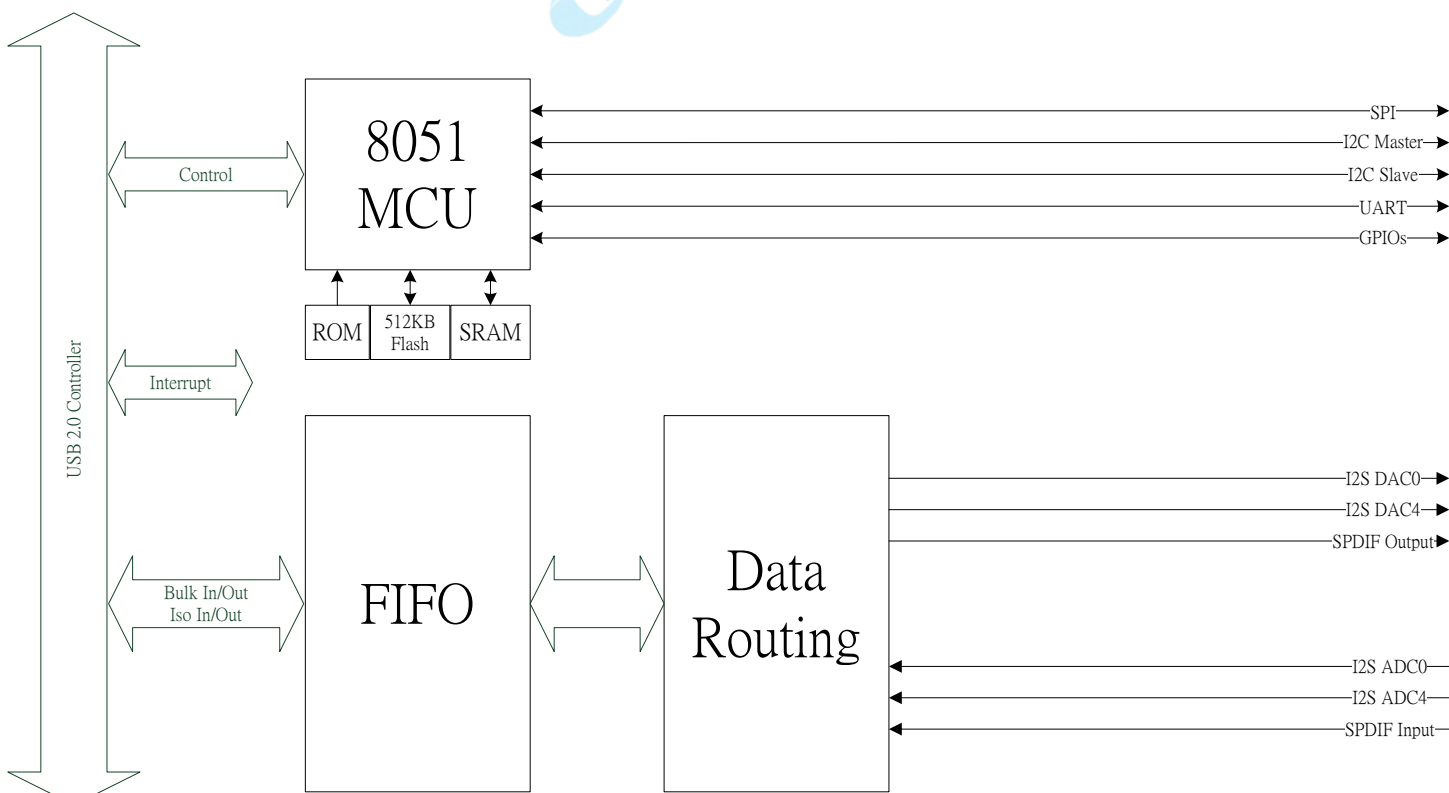 8051
MCU
SPI
I2C Master
I2C Slave
UART
GPIOs
Control
ROM
512KB
Flash
SRAM
USB 2.0 Controller
Interrupt
FIFO
Data
Routing
Bulk In/Out
Iso In/Out
I2S DAC0
I2S DAC4
SPDIF Output
I2S ADC0
I2S ADC4
SPDIF Input